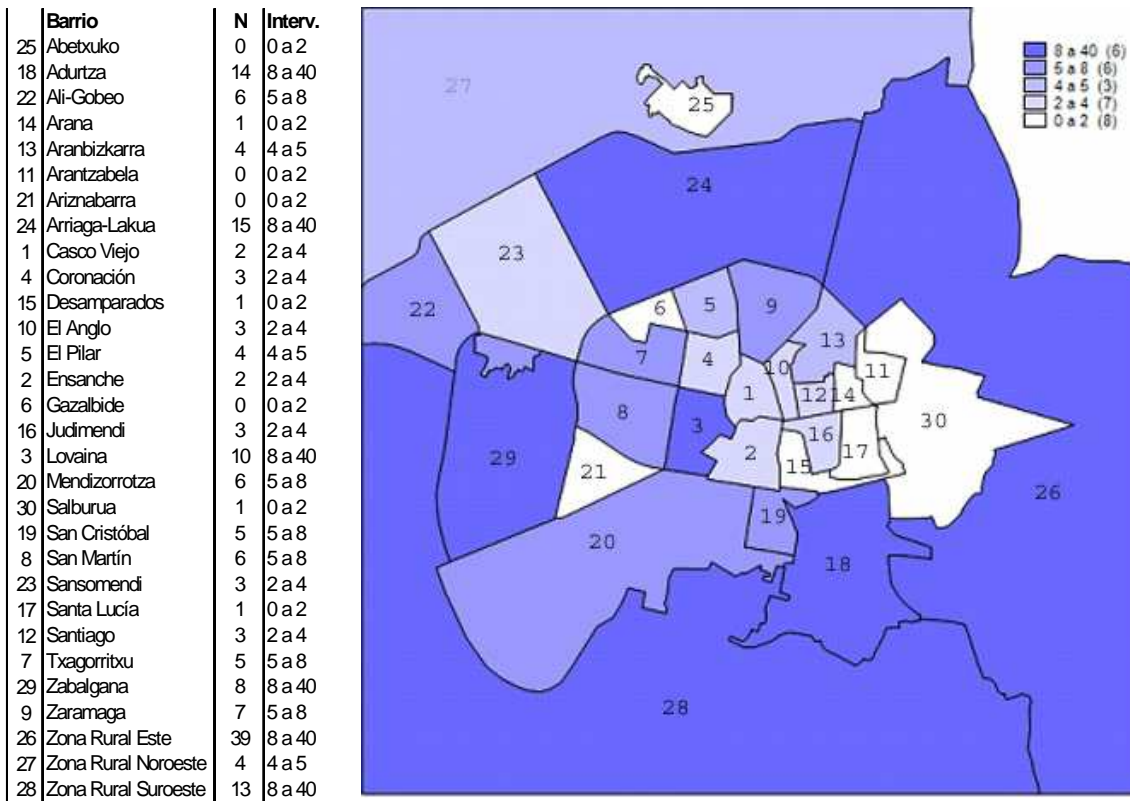 Barrio N Interv.
25 Abetxuko 0 0 a 2
18 Adurtza 14 8 a 40
22 Ali-Gobeo 6 5 a 8
14 Arana 1 0 a 2
13 Aranbizkarra 4 4 a 5
11 Arantzabela 0 0 a 2
21 Ariznabarra 0 0 a 2
24 Arriaga-Lakua 15 8 a 40
1 Casco Viejo 2 2 a 4
4 Coronación 3 2 a 4
15 Desamparados 1 0 a 2
10 El Anglo 3 2 a 4
5 El Pilar 4 4 a 5
2 Ensanche 2 2 a 4
6 Gazalbide 0 0 a 2
16 Judimendi 3 2 a 4
3 Lovaina 10 8 a 40
20 Mendizorrotza 6 5 a 8
30 Salburua 1 0 a 2
19 San Cristóbal 5 5 a 8
8 San Martín 6 5 a 8
23 Sansomendi 3 2 a 4
17 Santa Lucía 1 0 a 2
12 Santiago 3 2 a 4
7 Txagorritxu 5 5 a 8
29 Zabalgana 8 8 a 40
9 Zaramaga 7 5 a 8
26 Zona Rural Este 39 8 a 40
27 Zona Rural Noroeste 4 4 a 5
28 Zona Rural Suroeste 13 8 a 40
8 a 40 (6)
5 a 8 (6)
4 a 5 (3)
2 a 4 (7)
0 a 2 (8)
27
25
24
23
22
6
5
9
13
7
4
10
11
1
12
14
8
3
2
16
30
29
21
15
17
26
19
20
18
28